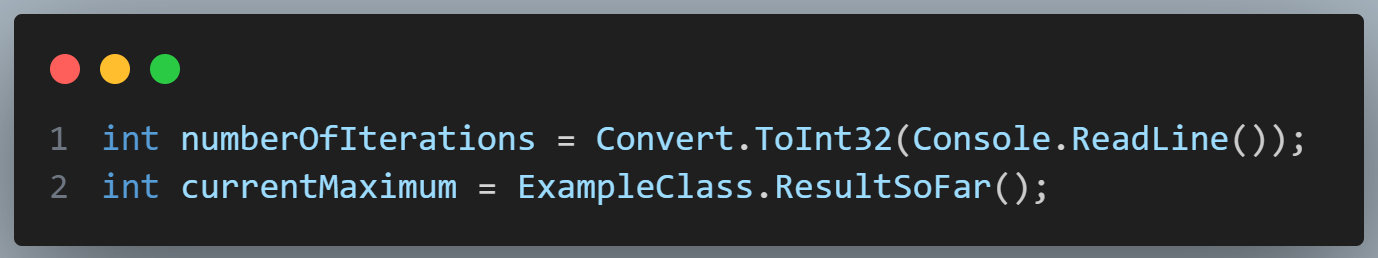 1 int numberOfIterations = Convert.ToInt32(Console.ReadLine());
2 int currentMaximum = ExampleClass.ResultSoFar();